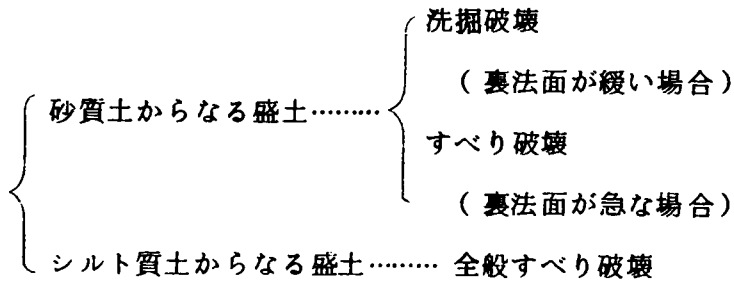 洗掘破壊
(裏法面が緩い場合)
砂質土からなる盛土………
すべり破壊
(裏法面が急な場合)
シルト質土からなる盛土……… 全般すべり破壊